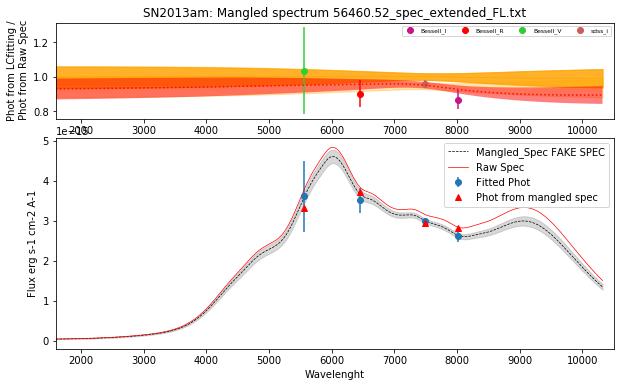 SN2013am: Mangled spectrum 56460.52_spec_extended_FL.txt
Phot from LCfitting /
Phot from Raw Spec
1.2
1.0
0.8
Bessell_I
Bessell_R
Bessell_V
sdss_i
2000 3000 4000 5000 6000 7000 8000 9000 10000
Flux erg s-1 cm-2 A-1
5
4
3
2
1
0
Mangled_Spec FAKE SPEC
Raw Spec
Fitted Phot
Phot from mangled spec
2000 3000 4000 5000 6000 7000 8000 9000 10000
Wavelenght